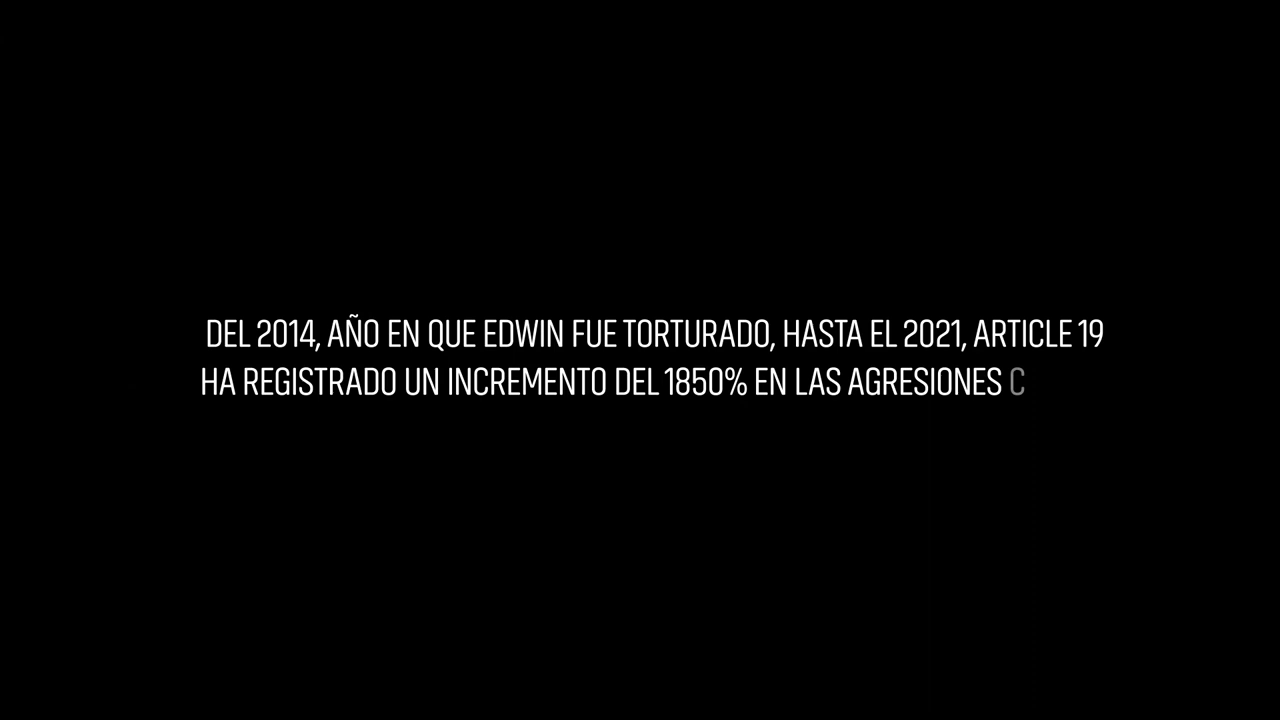 DEL 2014, AÑO EN QUE EDWIN FUE TORTURADO, HASTA EL 2021, ARTICLE 19
HA REGISTRADO UN INCREMENTO DEL 1850% EN LAS AGRESIONES C